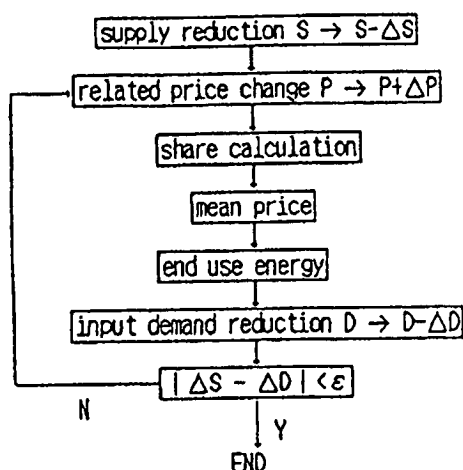 supply reduction S → S-ΔS
related price change P → P+ΔP
share calculation
mean price
end use energy
input demand reduction D → D-ΔD
| ΔS - ΔD | < ε
N
Y
END